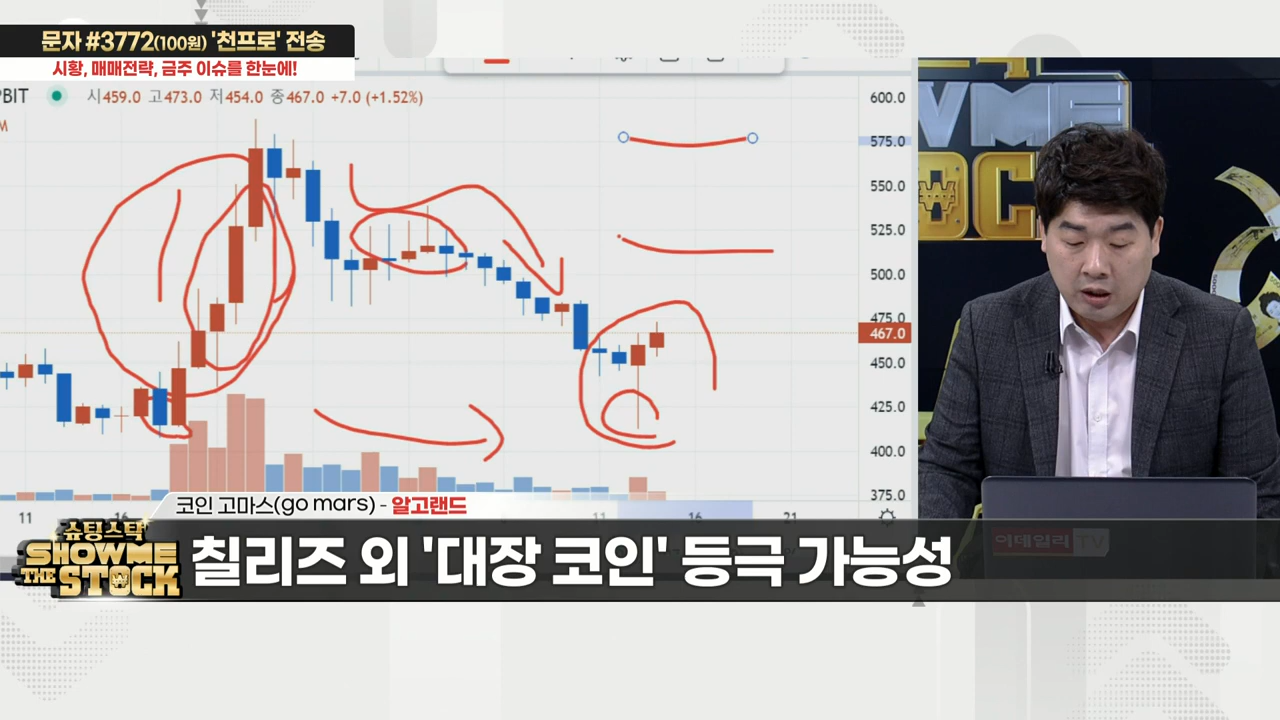 문자 #3772(100원) '천프로' 전송
시황, 매매전략, 금주 이슈를 한눈에!
PBIT 시459.0 고473.0 저454.0 종467.0 +7.0 (+1.52%)
M
600.0
575.0
550.0
525.0
500.0
475.0
467.0
450.0
425.0
400.0
375.0
11 16 11 16 21
코인 고마스(go mars) - 알고랜드
슈팅스탁
SHOWME
THE STOCK
칠리즈 외 '대장 코인' 등극 가능성
이데일리TV